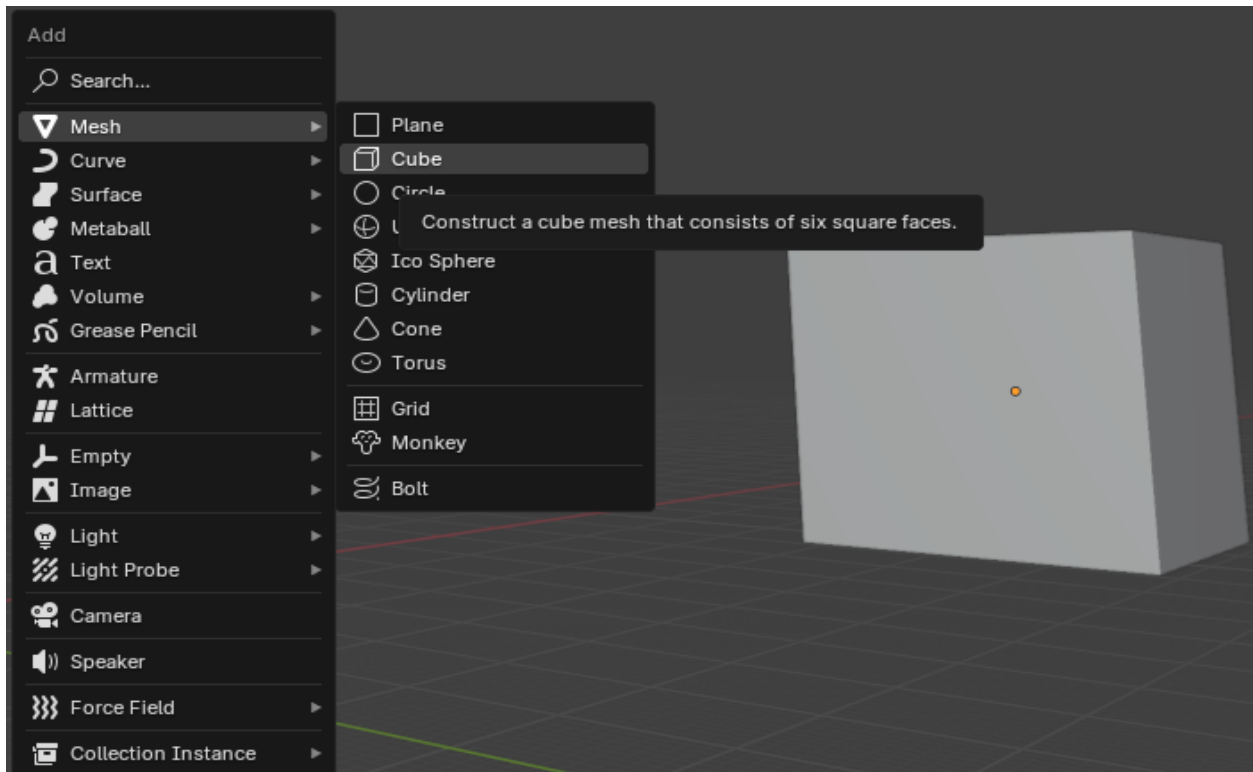 Add
Search...
Mesh
Curve
Surface
Metaball
Text
Volume
Grease Pencil
Armature
Lattice
Empty
Image
Light
Light Probe
Camera
Speaker
Force Field
Collection Instance
Plane
Cube
Circle
Construct a cube mesh that consists of six square faces.
Ico Sphere
Cylinder
Cone
Torus
Grid
Monkey
Bolt